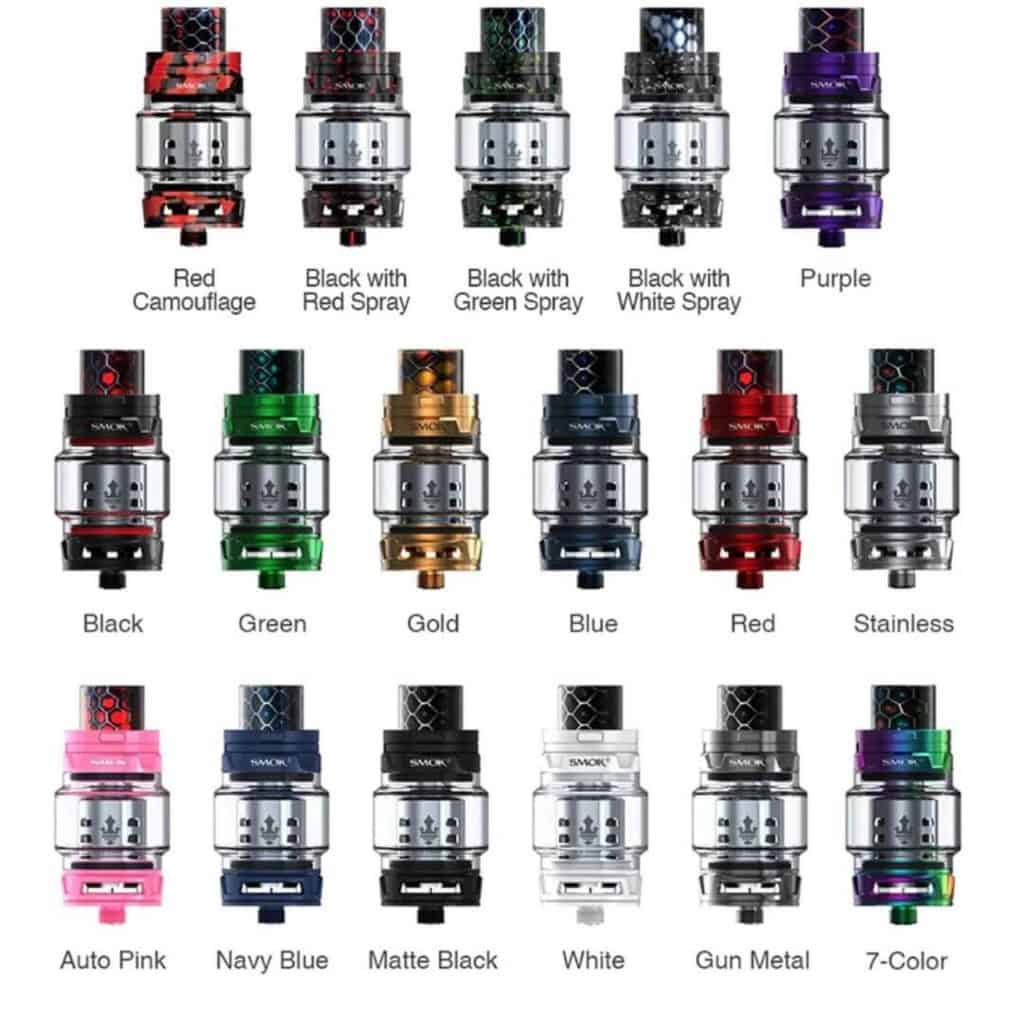 SMOK SMOK SMOK SMOK SMOK
Red Black with Black with Black with Purple
Camouflage Red Spray Green Spray White Spray
SMOK SMOK SMOK SMOK SMOK SMOK
Black Green Gold Blue Red Stainless
SMOK SMOK SMOK SMOK SMOK SMOK
Auto Pink Navy Blue Matte Black White Gun Metal 7-Color